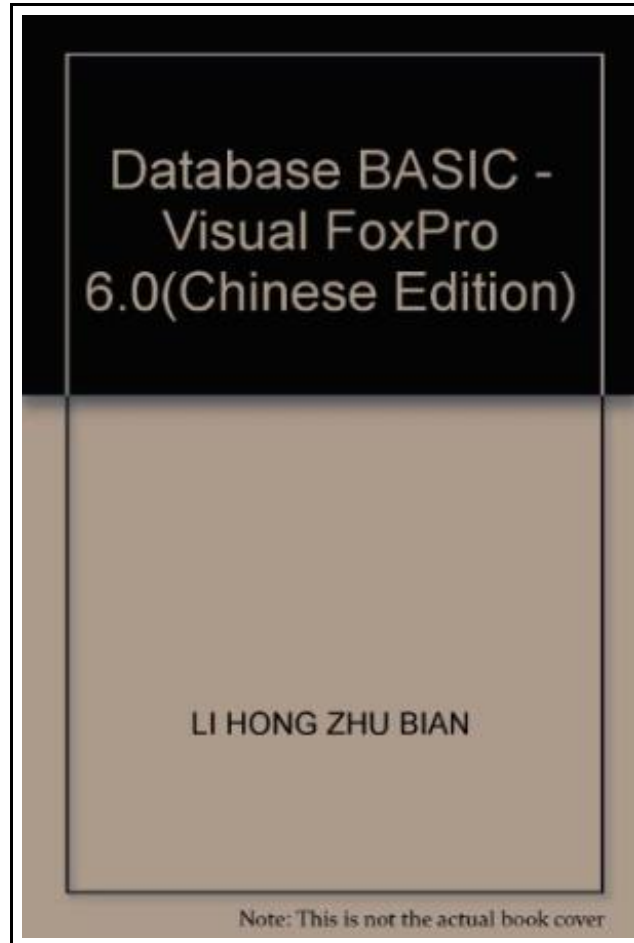 Database BASIC -
Visual FoxPro
6.0(Chinese Edition)
LI HONG ZHU BIAN
Note: This is not the actual book cover